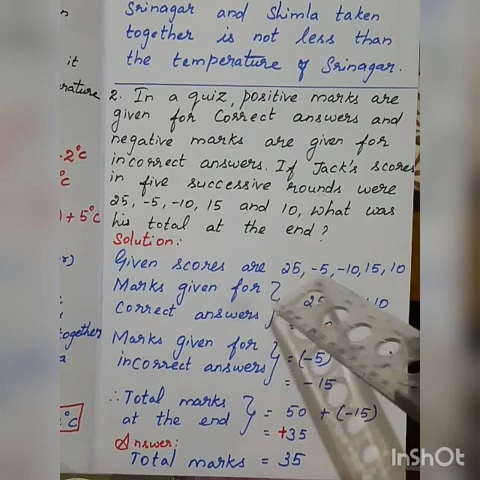 Srinagar and Shimla taken
together is not less than
the temperature of Srinagar.
it
2. In a quiz, positive marks are
given for correct answers and
negative marks are given for
incorrect answers. If Jack's scores
in five successive rounds were
25, -5, -10, 15 and 10, what was
his total at the end?
Solution:
Given scores are 25, -5, -10, 15, 10
Marks given for
correct answers
Marks given for
incorrect answers = (-5)
= -15
∴ Total marks
at the end = 50 + (-15)
= +35
Answer:
Total marks = 35
-2°C
°C
) + 5°C
together
°C
InShOt